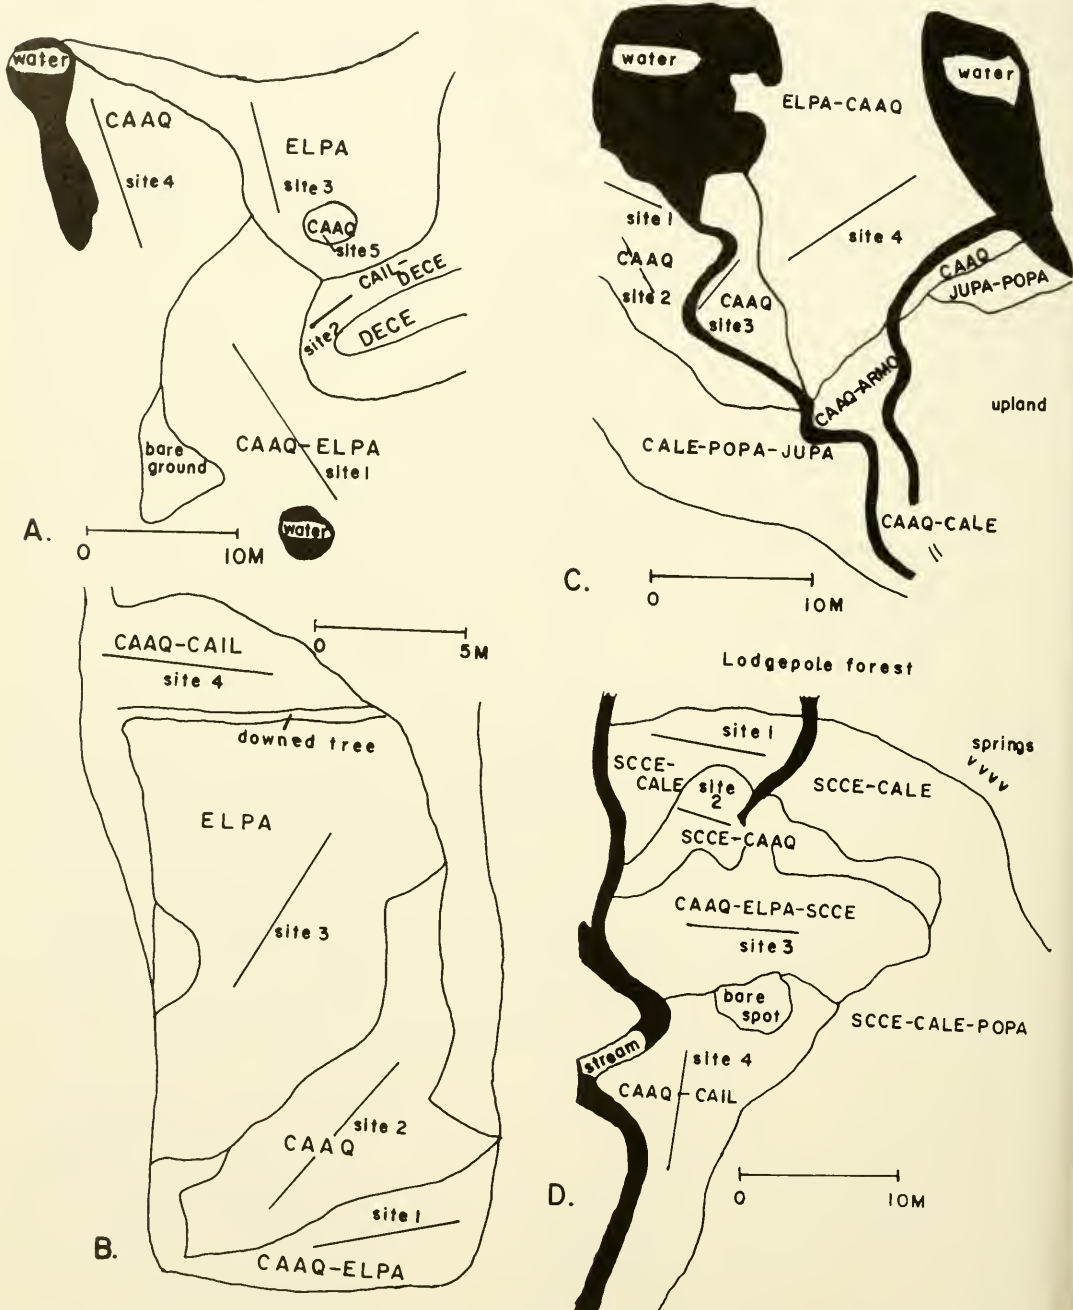 water
CAAQ
site 4
ELPA
site 3
CAAQ
site 5
CAIL-DECE
site 2
DECE
CAAQ-ELPA
site 1
bare
ground
water
A.
0
10M
water
water
ELPA-CAAQ
site 1
site 4
CAAQ
site 2
CAAQ
site 3
CAAQ
JUPA-POPA
CAAQ-ARMO
upland
CALE-POPA-JUPA
CAAQ-CALE
C.
0
10M
CAAQ-CAIL
site 4
0
5M
downed tree
ELPA
site 3
site 2
CAAQ
site 1
CAAQ-ELPA
B.
Lodgepole forest
site 1
springs
SCCE-
CALE
site
2
SCCE-CALE
SCCE-CAAQ
CAAQ-ELPA-SCCE
site 3
bare
spot
SCCE-CALE-POPA
stream
site 4
CAAQ-CAIL
D.
0
10M